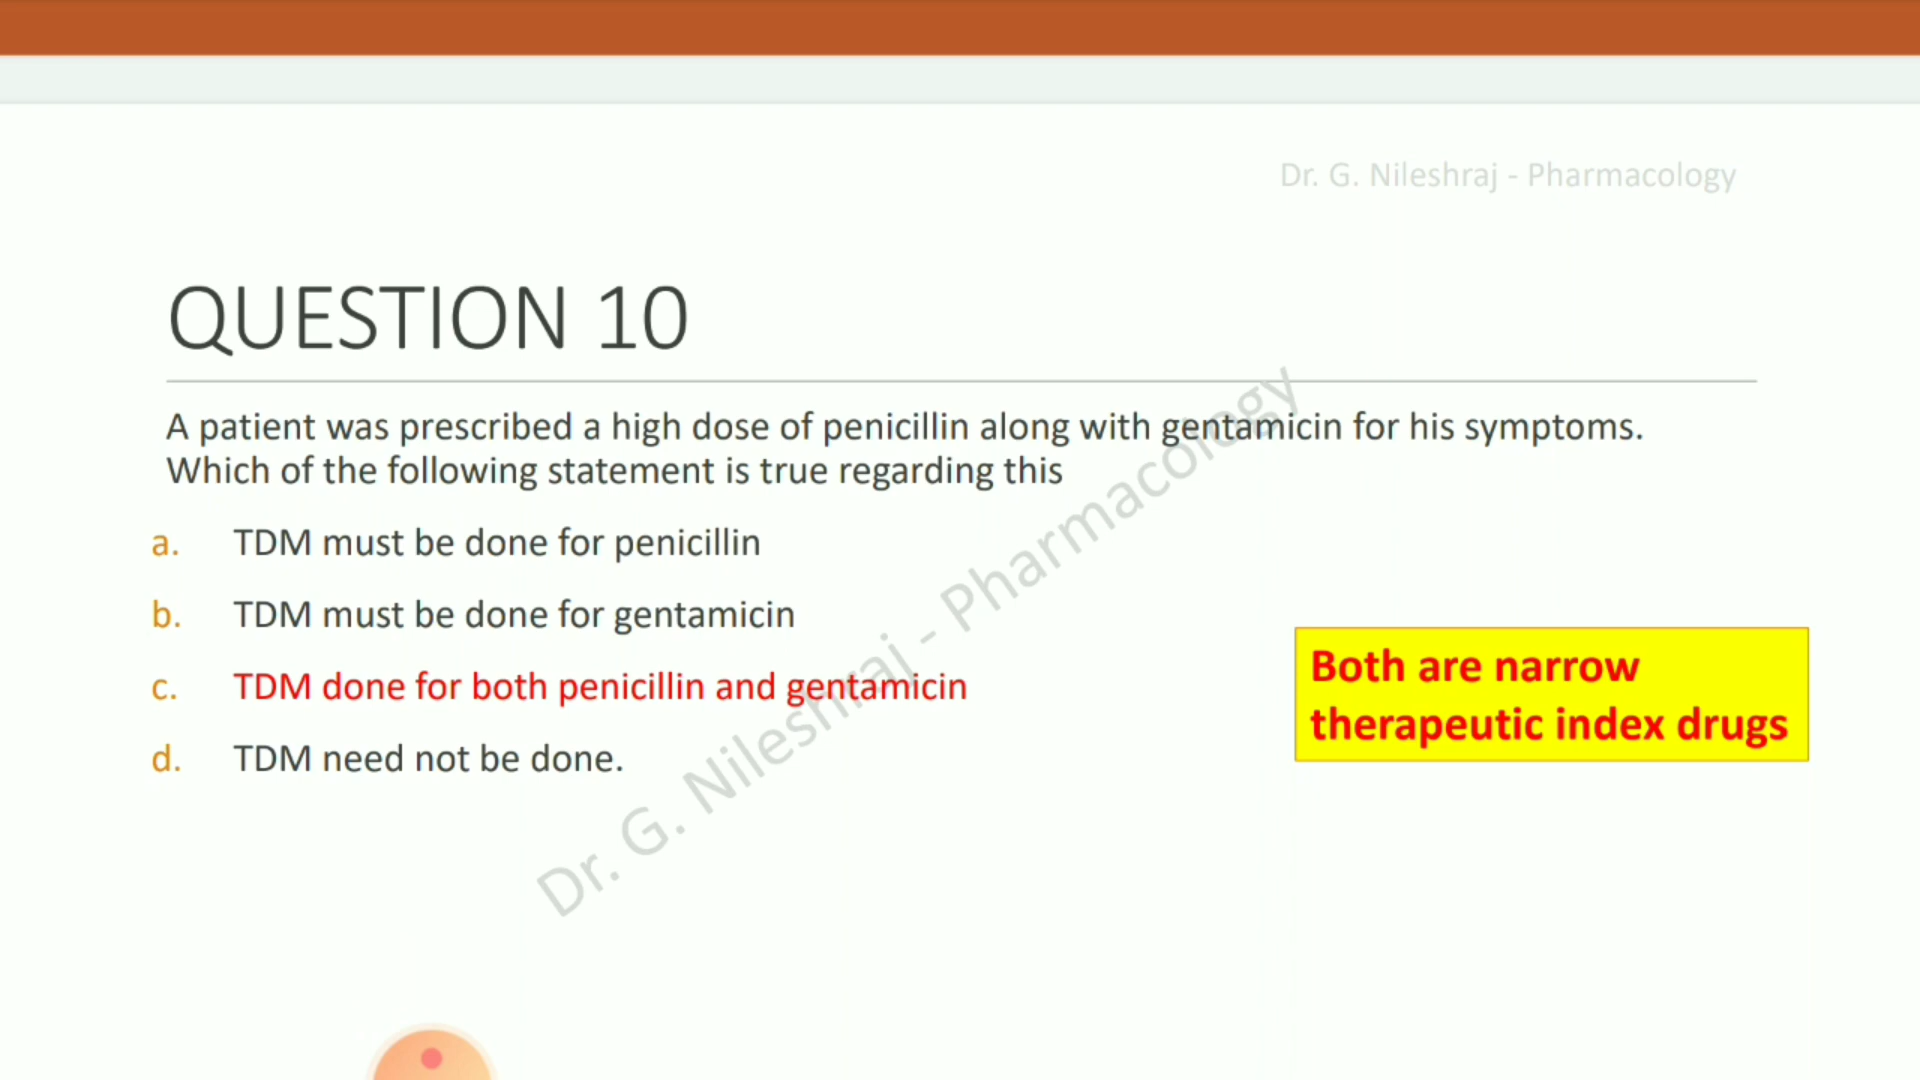 Dr. G. Nileshraj - Pharmacology
QUESTION 10
A patient was prescribed a high dose of penicillin along with gentamicin for his symptoms.
Which of the following statement is true regarding this
a. TDM must be done for penicillin
b. TDM must be done for gentamicin
c. TDM done for both penicillin and gentamicin
d. TDM need not be done.
Both are narrow
therapeutic index drugs
Dr. G. Nileshraj - Pharmacology